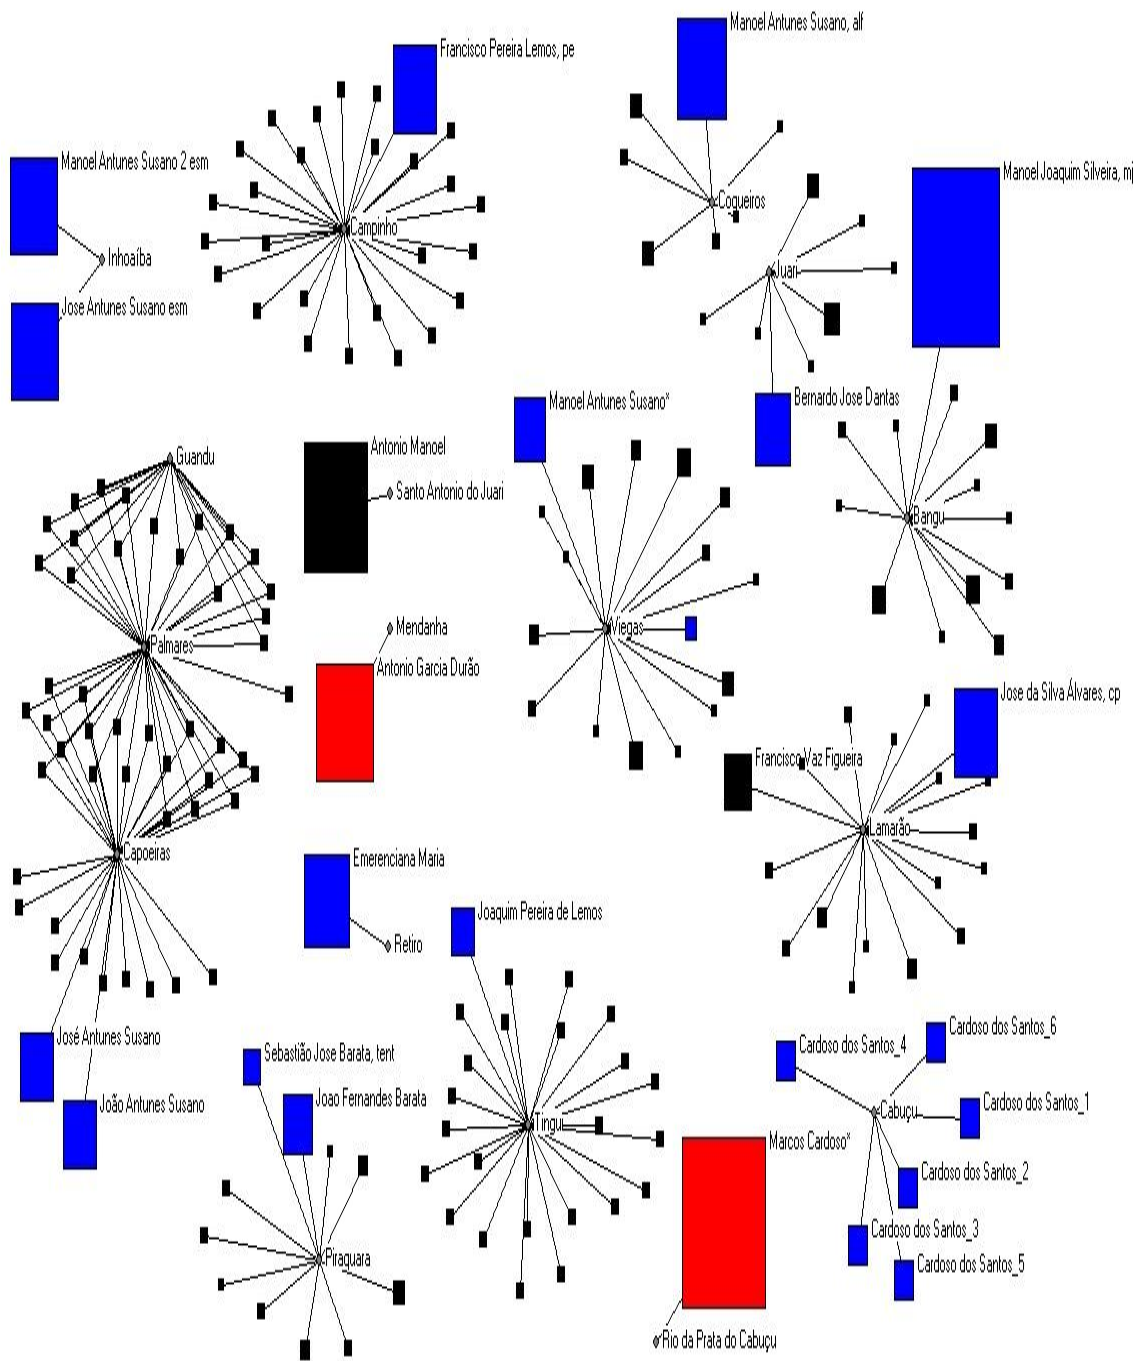 Manoel Antunes Susano, alf
Francisco Pereira Lemos, pe
Manoel Antunes Susano 2 esm
Manoel Joaquim Silveira, mj
Coqueiros
Campinho
Inhoaíba
Juari
Jose Antunes Susano esm
Manoel Antunes Susano*
Bernardo Jose Dantas
Antonio Manoel
Guandu
Santo Antonio do Juari
Bangu
Mendanha
Viegas
Palmares
Antonio Garcia Durão
Jose da Silva Álvares, cp
Francisco Vaz Figueira
Lamarão
Capoeiras
Emerenciana Maria
Joaquim Pereira de Lemos
Retiro
Cardoso dos Santos_6
José Antunes Susano
Cardoso dos Santos_4
Sebastião Jose Barata, tent
Joao Fernandes Barata
Cardoso dos Santos_1
João Antunes Susano
Cabuçu
Tingui
Marcos Cardoso*
Cardoso dos Santos_2
Cardoso dos Santos_3
Piraquara
Cardoso dos Santos_5
Rio da Prata do Cabuçu